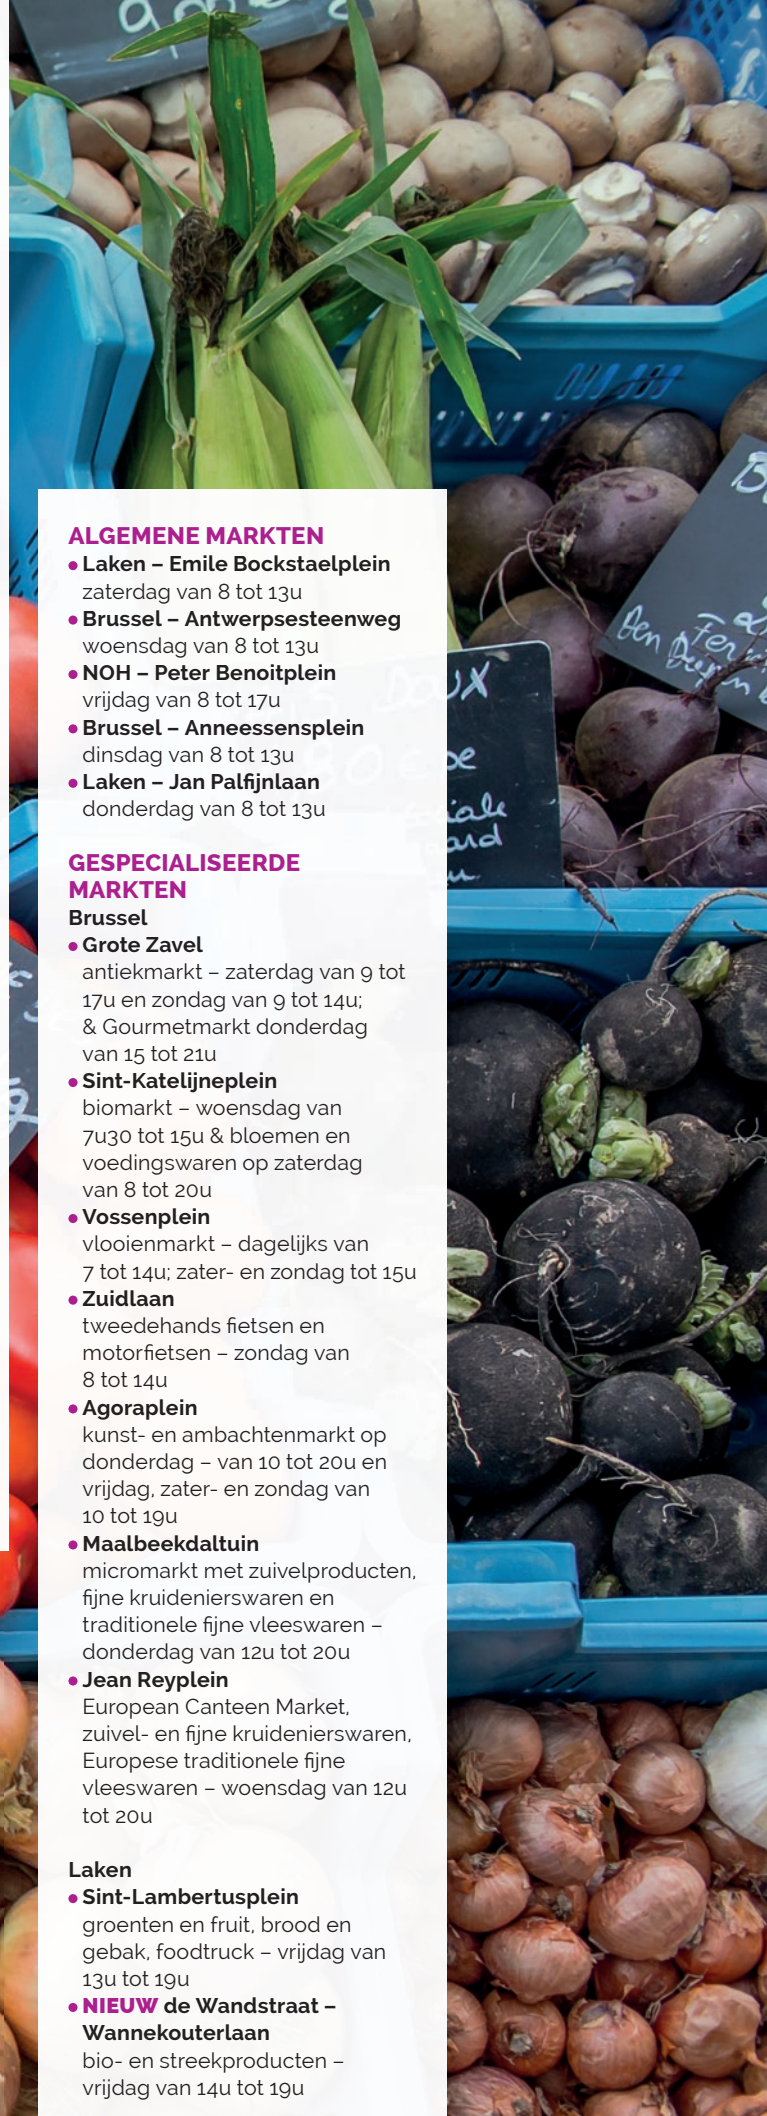 ALGEMENE MARKTEN
• Laken – Emile Bockstaelplein
zaterdag van 8 tot 13u
• Brussel – Antwerpsesteenweg
woensdag van 8 tot 13u
• NOH – Peter Benoitplein
vrijdag van 8 tot 17u
• Brussel – Anneessensplein
dinsdag van 8 tot 13u
• Laken – Jan Palfijnlaan
donderdag van 8 tot 13u
GESPECIALISEERDE
MARKTEN
Brussel
• Grote Zavel
antiekmarkt – zaterdag van 9 tot
17u en zondag van 9 tot 14u;
& Gourmetmarkt donderdag
van 15 tot 21u
• Sint-Katelijneplein
biomarkt – woensdag van
7u30 tot 15u & bloemen en
voedingswaren op zaterdag
van 8 tot 20u
• Vossenplein
vlooienmarkt – dagelijks van
7 tot 14u; zater- en zondag tot 15u
• Zuidlaan
tweedehands fietsen en
motorfietsen – zondag van
8 tot 14u
• Agoraplein
kunst- en ambachtenmarkt op
donderdag – van 10 tot 20u en
vrijdag, zater- en zondag van
10 tot 19u
• Maalbeekdaltuin
micromarkt met zuivelproducten,
fijne kruidenierswaren en
traditionele fijne vleeswaren –
donderdag van 12u tot 20u
• Jean Reyplein
European Canteen Market,
zuivel- en fijne kruidenierswaren,
Europese traditionele fijne
vleeswaren – woensdag van 12u
tot 20u
Laken
• Sint-Lambertusplein
groenten en fruit, brood en
gebak, foodtruck – vrijdag van
13u tot 19u
• NIEUW de Wandstraat –
Wannekouterlaan
bio- en streekproducten –
vrijdag van 14u tot 19u